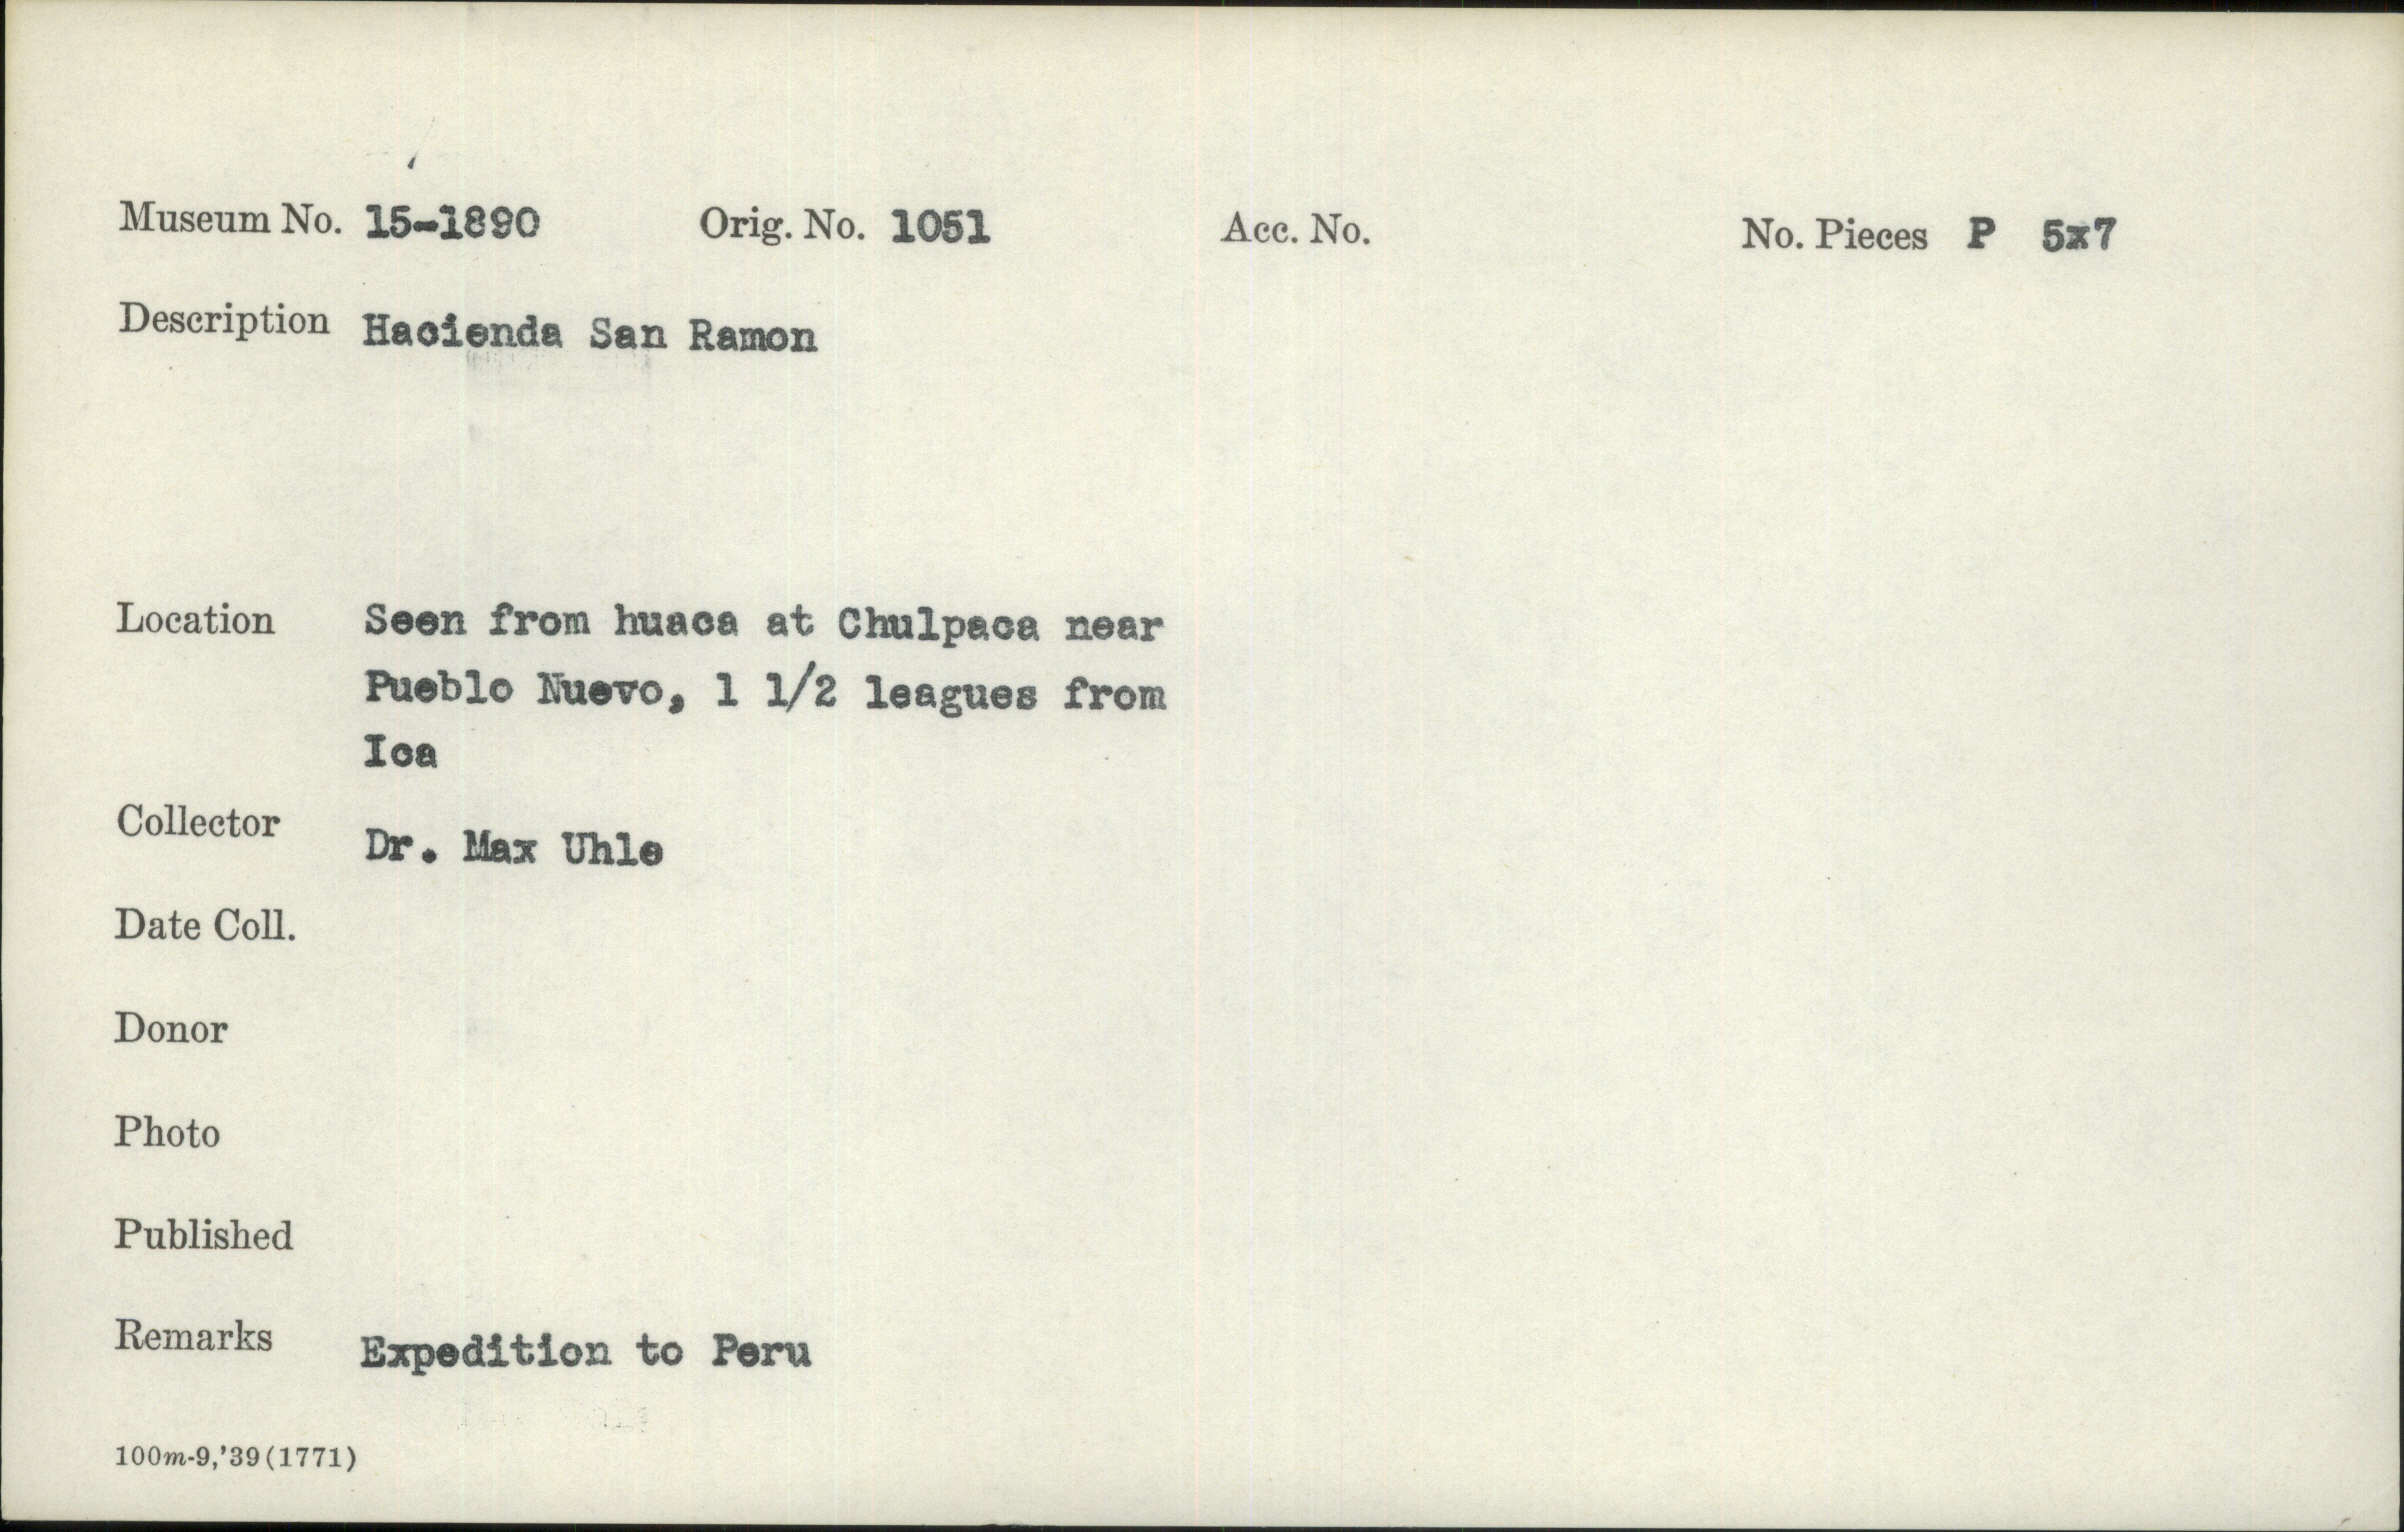 Museum No. 15-1890 Orig. No. 1051 Acc. No. No. Pieces P 5x7
Description Hacienda San Ramon
Location Seen from huaca at Chulpaca near
Pueblo Nuevo, 1 1/2 leagues from
Ica
Collector Dr. Max Uhle
Date Coll.
Donor
Photo
Published
Remarks Expedition to Peru
100m-9,'39(1771)